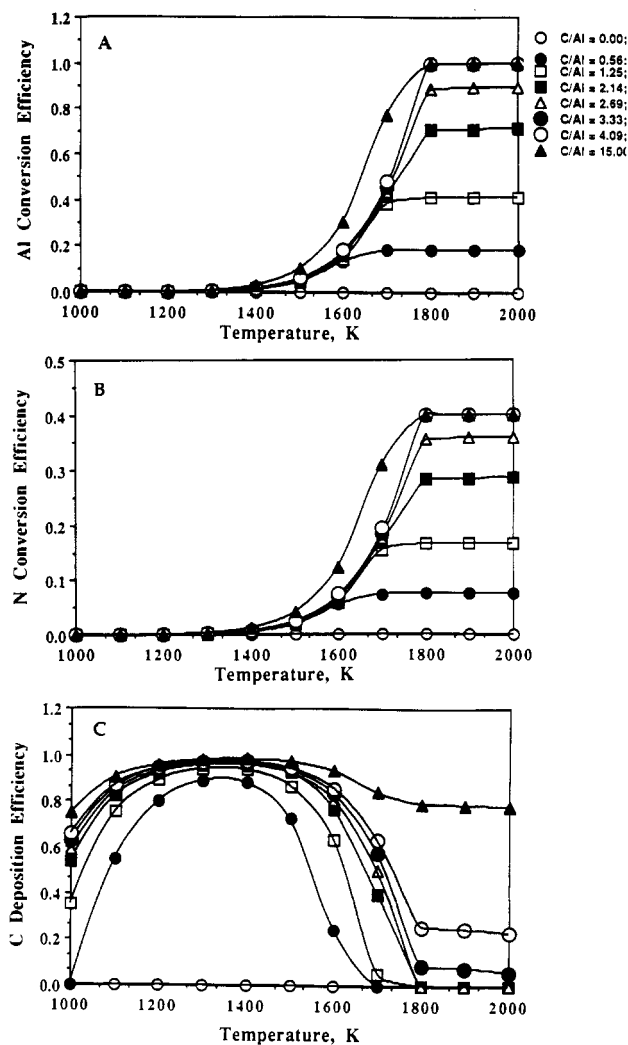 A
Al Conversion Efficiency
1.2
1.0
0.8
0.6
0.4
0.2
0.0
1000 1200 1400 1600 1800 2000
Temperature, K
C/Al = 0.00;
C/Al = 0.56;
C/Al = 1.25;
C/Al = 2.14;
C/Al = 2.69;
C/Al = 3.33;
C/Al = 4.09;
C/Al = 15.00
B
N Conversion Efficiency
0.5
0.4
0.3
0.2
0.1
0.0
1000 1200 1400 1600 1800 2000
Temperature, K
C
C Deposition Efficiency
1.2
1.0
0.8
0.6
0.4
0.2
0.0
1000 1200 1400 1600 1800 2000
Temperature, K